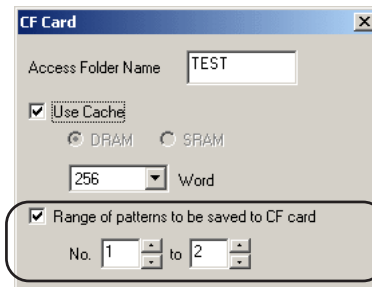 CF Card
Access Folder Name TEST
Use Cache
DRAM SRAM
256 Word
Range of patterns to be saved to CF card
No. 1 to 2